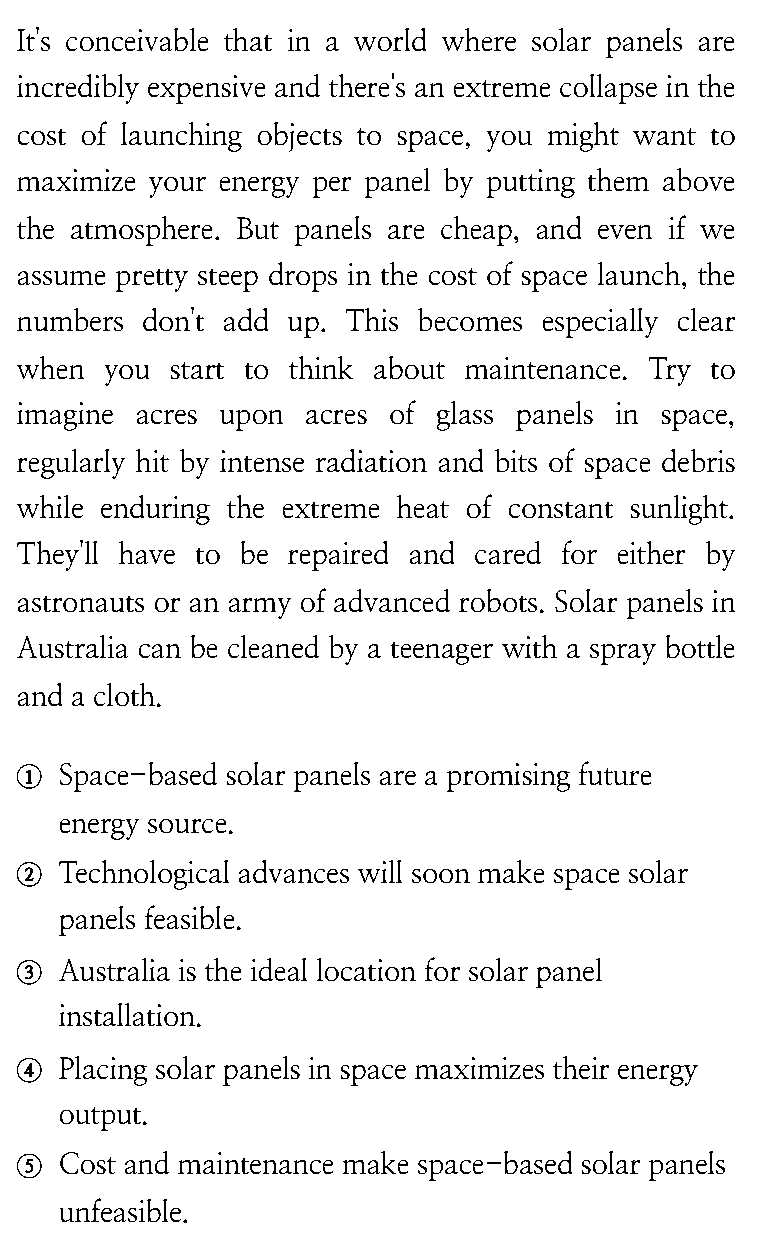 It's conceivable that in a world where solar panels are
incredibly expensive and there's an extreme collapse in the
cost of launching objects to space, you might want to
maximize your energy per panel by putting them above
the atmosphere. But panels are cheap, and even if we
assume pretty steep drops in the cost of space launch, the
numbers don't add up. This becomes especially clear
when you start to think about maintenance. Try to
imagine acres upon acres of glass panels in space,
regularly hit by intense radiation and bits of space debris
while enduring the extreme heat of constant sunlight.
They'll have to be repaired and cared for either by
astronauts or an army of advanced robots. Solar panels in
Australia can be cleaned by a teenager with a spray bottle
and a cloth.
① Space-based solar panels are a promising future
energy source.
② Technological advances will soon make space solar
panels feasible.
③ Australia is the ideal location for solar panel
installation.
④ Placing solar panels in space maximizes their energy
output.
⑤ Cost and maintenance make space-based solar panels
unfeasible.